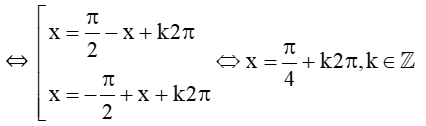 ⇔ [ x = π/2 − x + k2π
x = −π/2 + x + k2π ⇔ x = π/4 + k2π, k ∈ ℤ